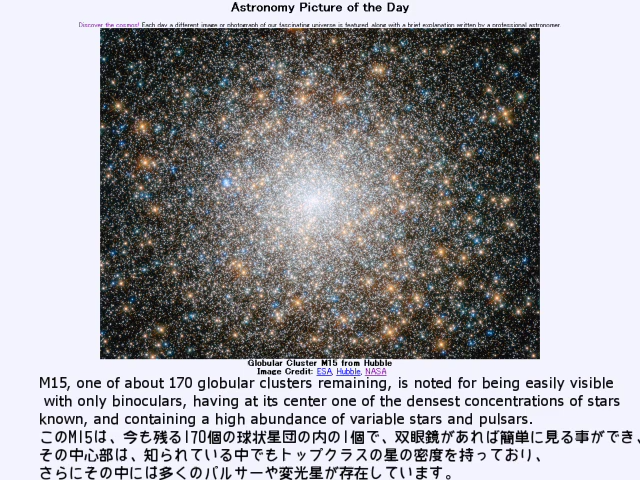 Astronomy Picture of the Day
Discover the cosmos! Each day a different image or photograph of our fascinating universe is featured, along with a brief explanation written by a professional astronomer.
Globular Cluster M15 from Hubble
Image Credit: ESA, Hubble, NASA
M15, one of about 170 globular clusters remaining, is noted for being easily visible
with only binoculars, having at its center one of the densest concentrations of stars
known, and containing a high abundance of variable stars and pulsars.
このM15は、今も残る170個の球状星団の内の1個で、双眼鏡があれば簡単に見る事ができ、
その中心部は、知られている中でもトップクラスの星の密度を持っており、
さらにその中には多くのパルサーや変光星が存在しています。